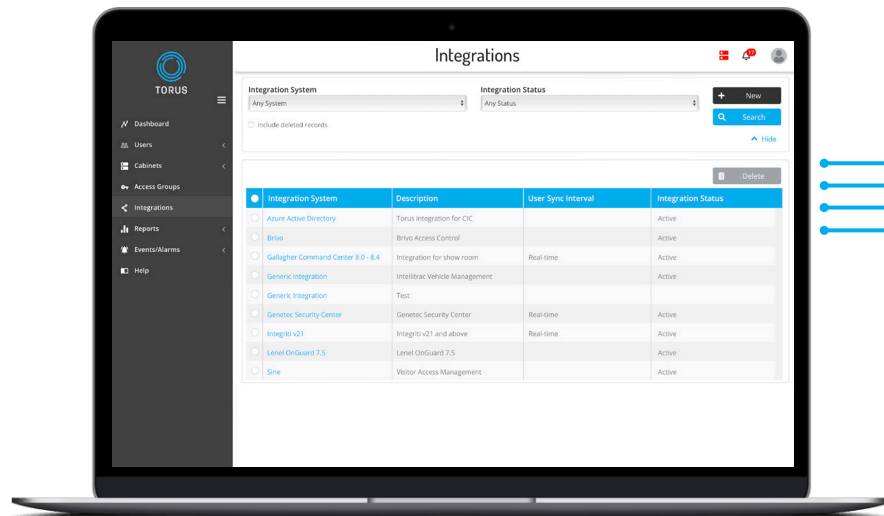 Integrations
17
TORUS
Dashboard
Users
Cabinets
Access Groups
Integrations
Reports
Events/Alarms
Help
Integration System
Integration Status
Any System
Any Status
Include deleted records
New
Search
Hide
Delete
Integration System Description User Sync Interval Integration Status
Azure Active Directory Torus integration for CIC Active
Brivo Brivo Access Control Active
Gallagher Command Center 8.0 - 8.4 Integration for show room Real-time Active
Generic Integration Intellitrac Vehicle Management Active
Generic Integration Test Active
Genetec Security Center Genetec Security Center Real-time Active
Integriti v21 Integriti v21 and above Real-time Active
Lenel OnGuard 7.5 Lenel OnGuard 7.5 Active
Sine Visitor Access Management Active